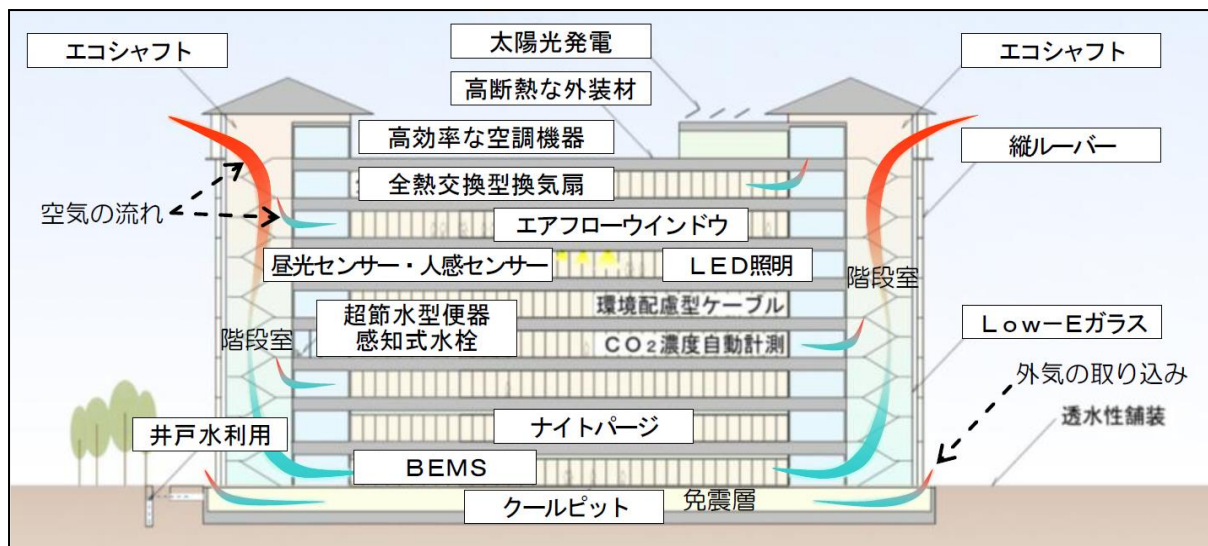 太陽光発電
エコシャフト
エコシャフト
高断熱な外装材
高効率な空調機器
縦ルーバー
全熱交換型換気扇
空気の流れ
エアフローウインドウ
昼光センサー・人感センサー
LED照明
階段室
環境配慮型ケーブル
超節水型便器
感知式水栓
Low-Eガラス
階段室
CO2濃度自動計測
外気の取り込み
井戸水利用
ナイトパージ
透水性舗装
BEMS
クールピット
免震層